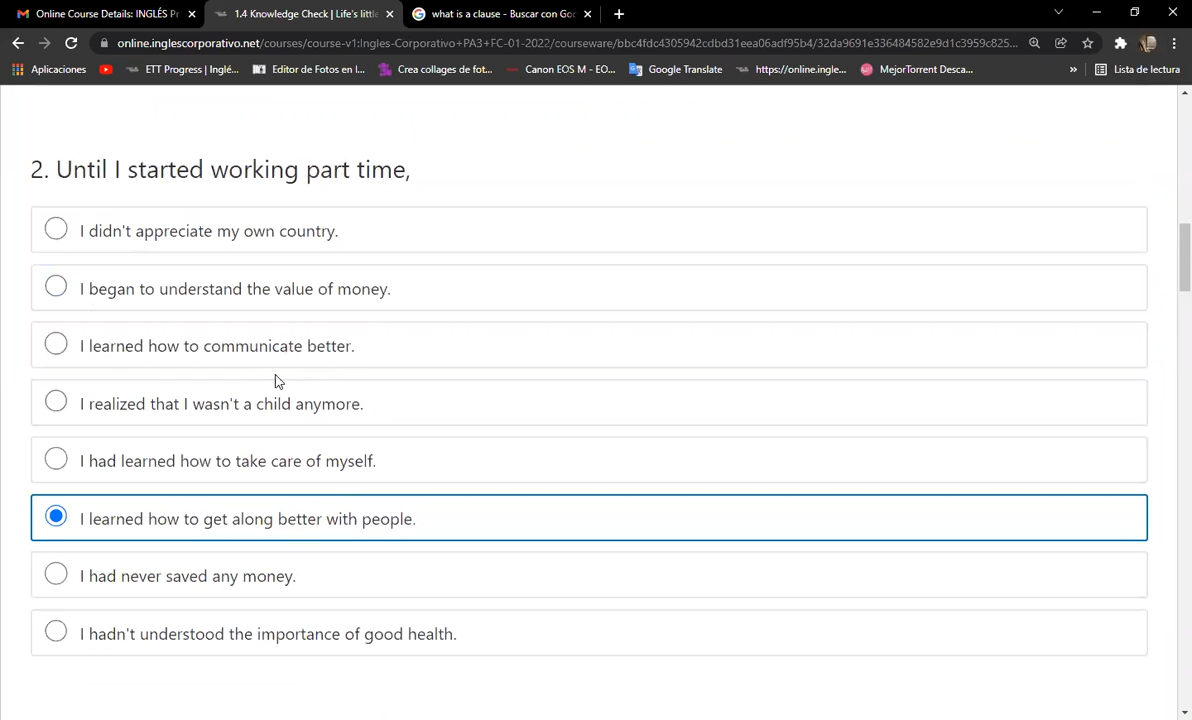 Online Course Details: INGLÉS Pr
1.4 Knowledge Check | Life's little
what is a clause - Buscar con Goo
online.inglescorporativo.net/courses/course-v1:Ingles-Corporativo+PA3+FC-01-2022/courseware/bbc4fdc4305942cdbd31eea06adf95b4/32da9691e336484582e9d1c3959c825...
Aplicaciones
ETT Progress | Inglé...
Editor de Fotos en l...
Crea collages de fot...
Canon EOS M - EO...
Google Translate
https://online.ingle...
MejorTorrent Desca...
»
Lista de lectura
2. Until I started working part time,
I didn't appreciate my own country.
I began to understand the value of money.
I learned how to communicate better.
I realized that I wasn't a child anymore.
I had learned how to take care of myself.
I learned how to get along better with people.
I had never saved any money.
I hadn't understood the importance of good health.